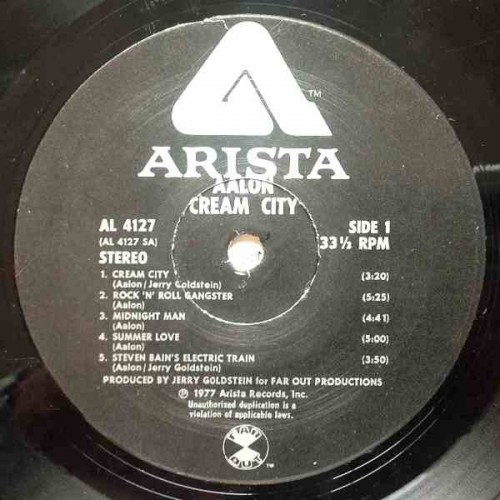 ™
ARISTA
AALON
CREAM CITY
AL 4127
SIDE 1
(AL 4127 SA)
33⅓ RPM
STEREO
1. CREAM CITY (3:20)
(Aalon/Jerry Goldstein)
2. ROCK 'N' ROLL GANGSTER (5:25)
(Aalon)
3. MIDNIGHT MAN (4:41)
(Aalon)
4. SUMMER LOVE (5:00)
(Aalon)
5. STEVEN BAIN'S ELECTRIC TRAIN (3:50)
(Aalon/Jerry Goldstein)
PRODUCED BY JERRY GOLDSTEIN for FAR OUT PRODUCTIONS
℗ 1977 Arista Records, Inc.
Unauthorized duplication is a
violation of applicable laws.
FAR
OUT ™